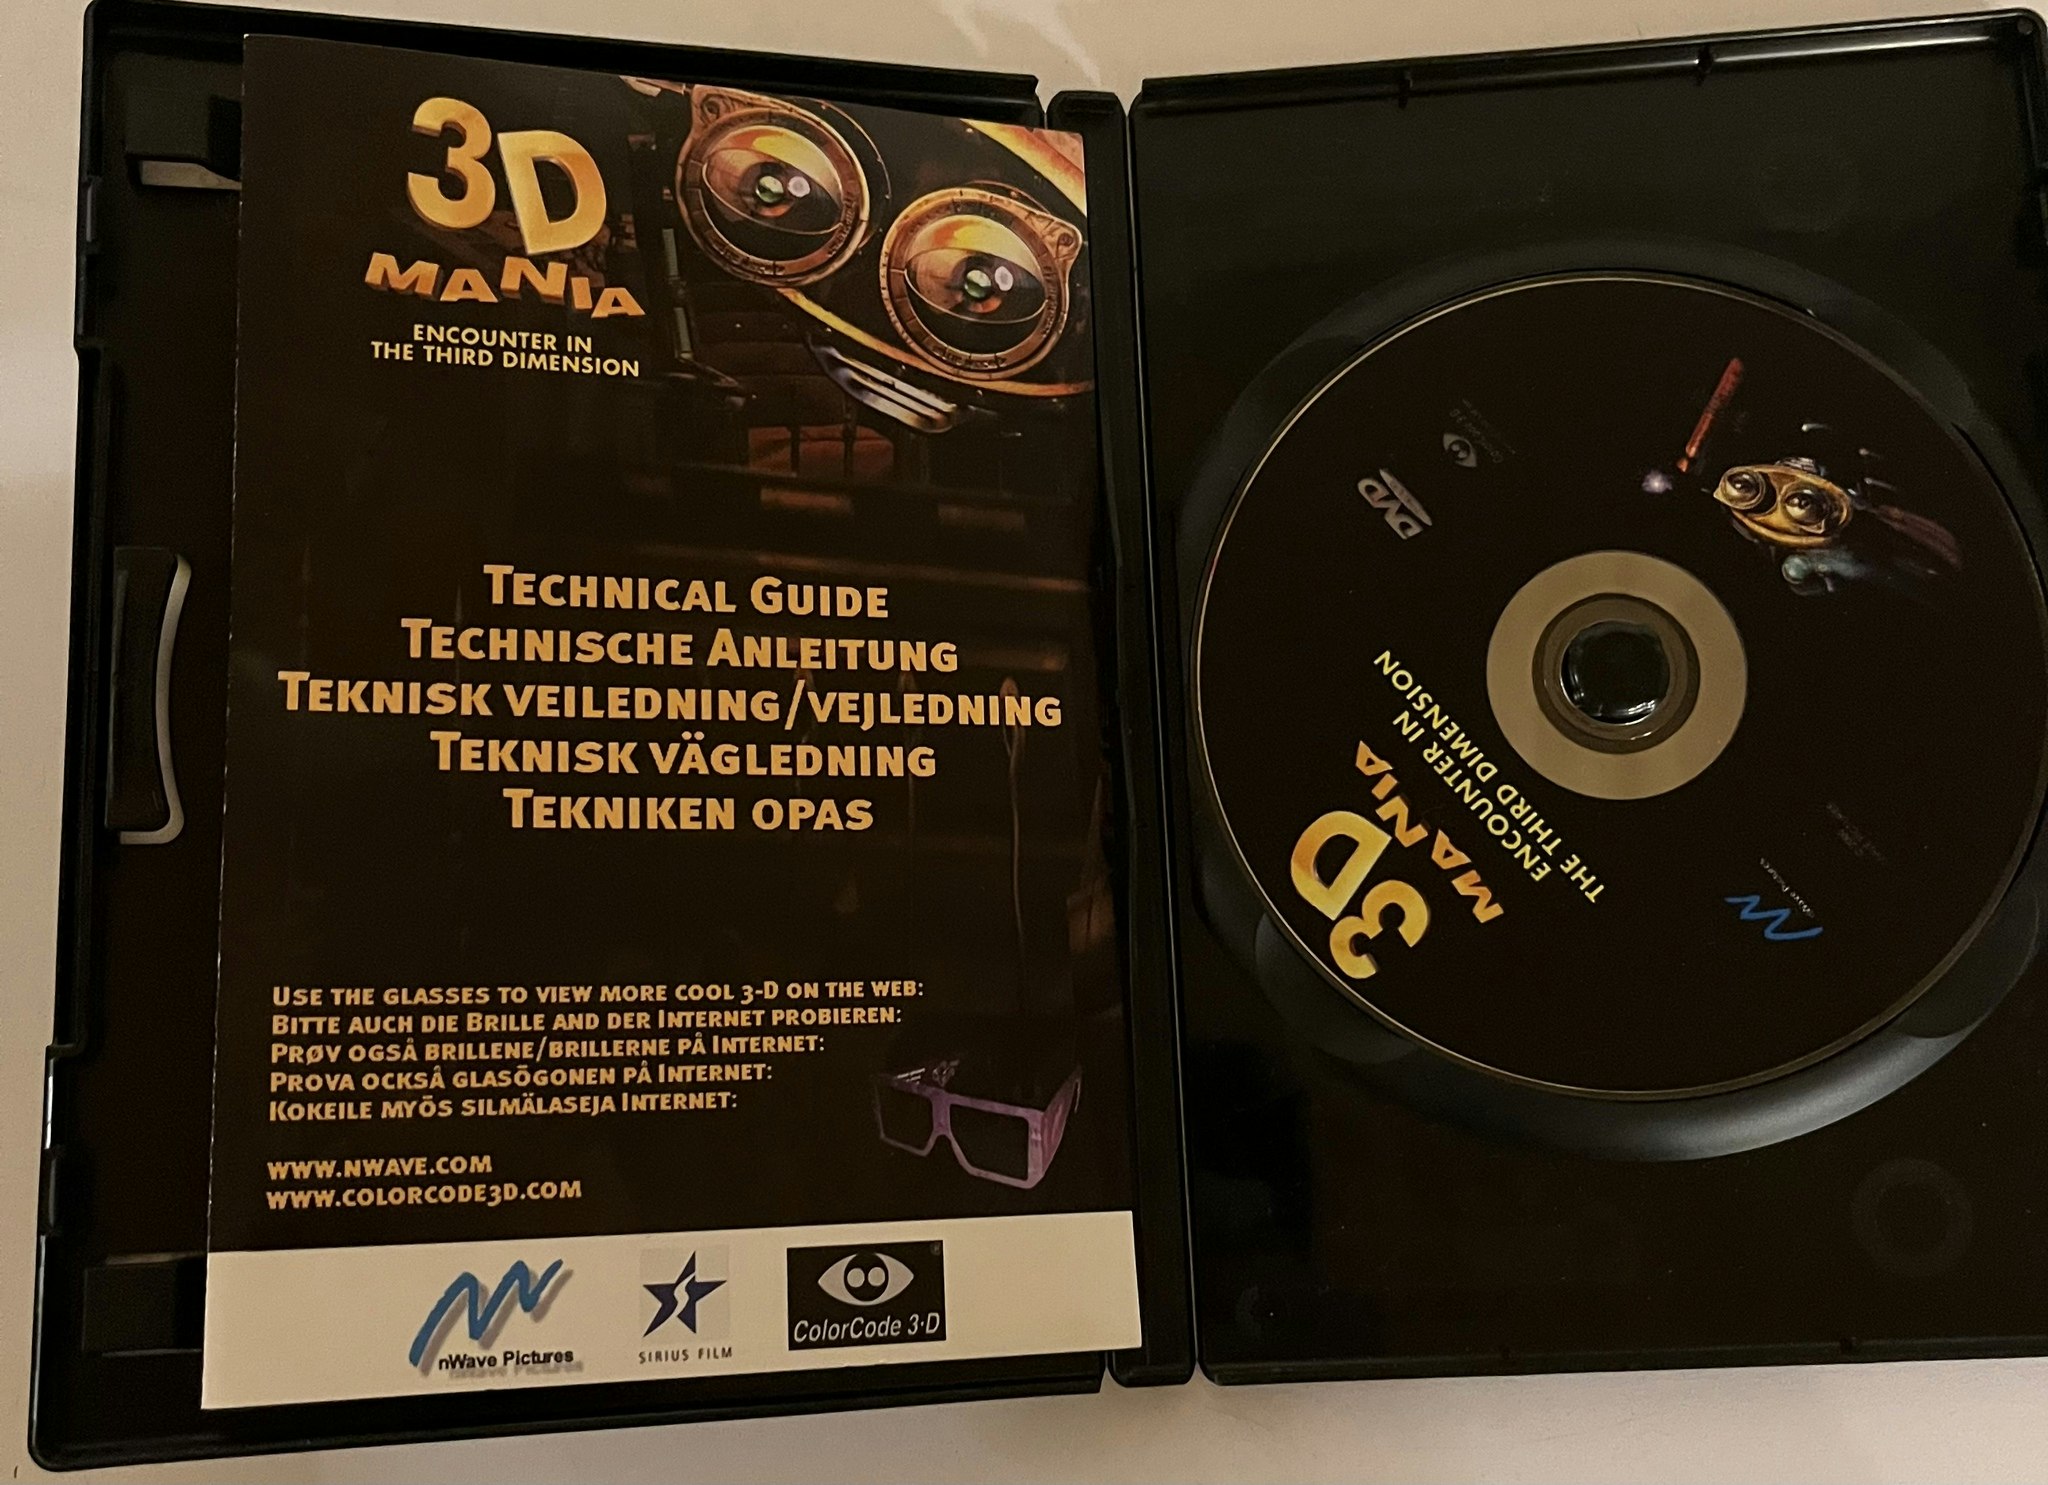 3D
MANIA
ENCOUNTER IN
THE THIRD DIMENSION
TECHNICAL GUIDE
TECHNISCHE ANLEITUNG
TEKNISK VEILEDNING/VEJLEDNING
TEKNISK VÄGLEDNING
TEKNIKEN OPAS
USE THE GLASSES TO VIEW MORE COOL 3-D ON THE WEB:
BITTE AUCH DIE BRILLE AND DER INTERNET PROBIEREN:
PRØV OGSÅ BRILLENE/BRILLERNE PÅ INTERNET:
PROVA OCKSÅ GLASÖGONEN PÅ INTERNET:
KOKEILE MYÖS SILMÄLASEJA INTERNET:
WWW.NWAVE.COM
WWW.COLORCODE3D.COM
nWave Pictures
SIRIUS FILM
ColorCode 3·D
3D
MANIA
ENCOUNTER IN
THE THIRD DIMENSION
DVD
nWave Pictures